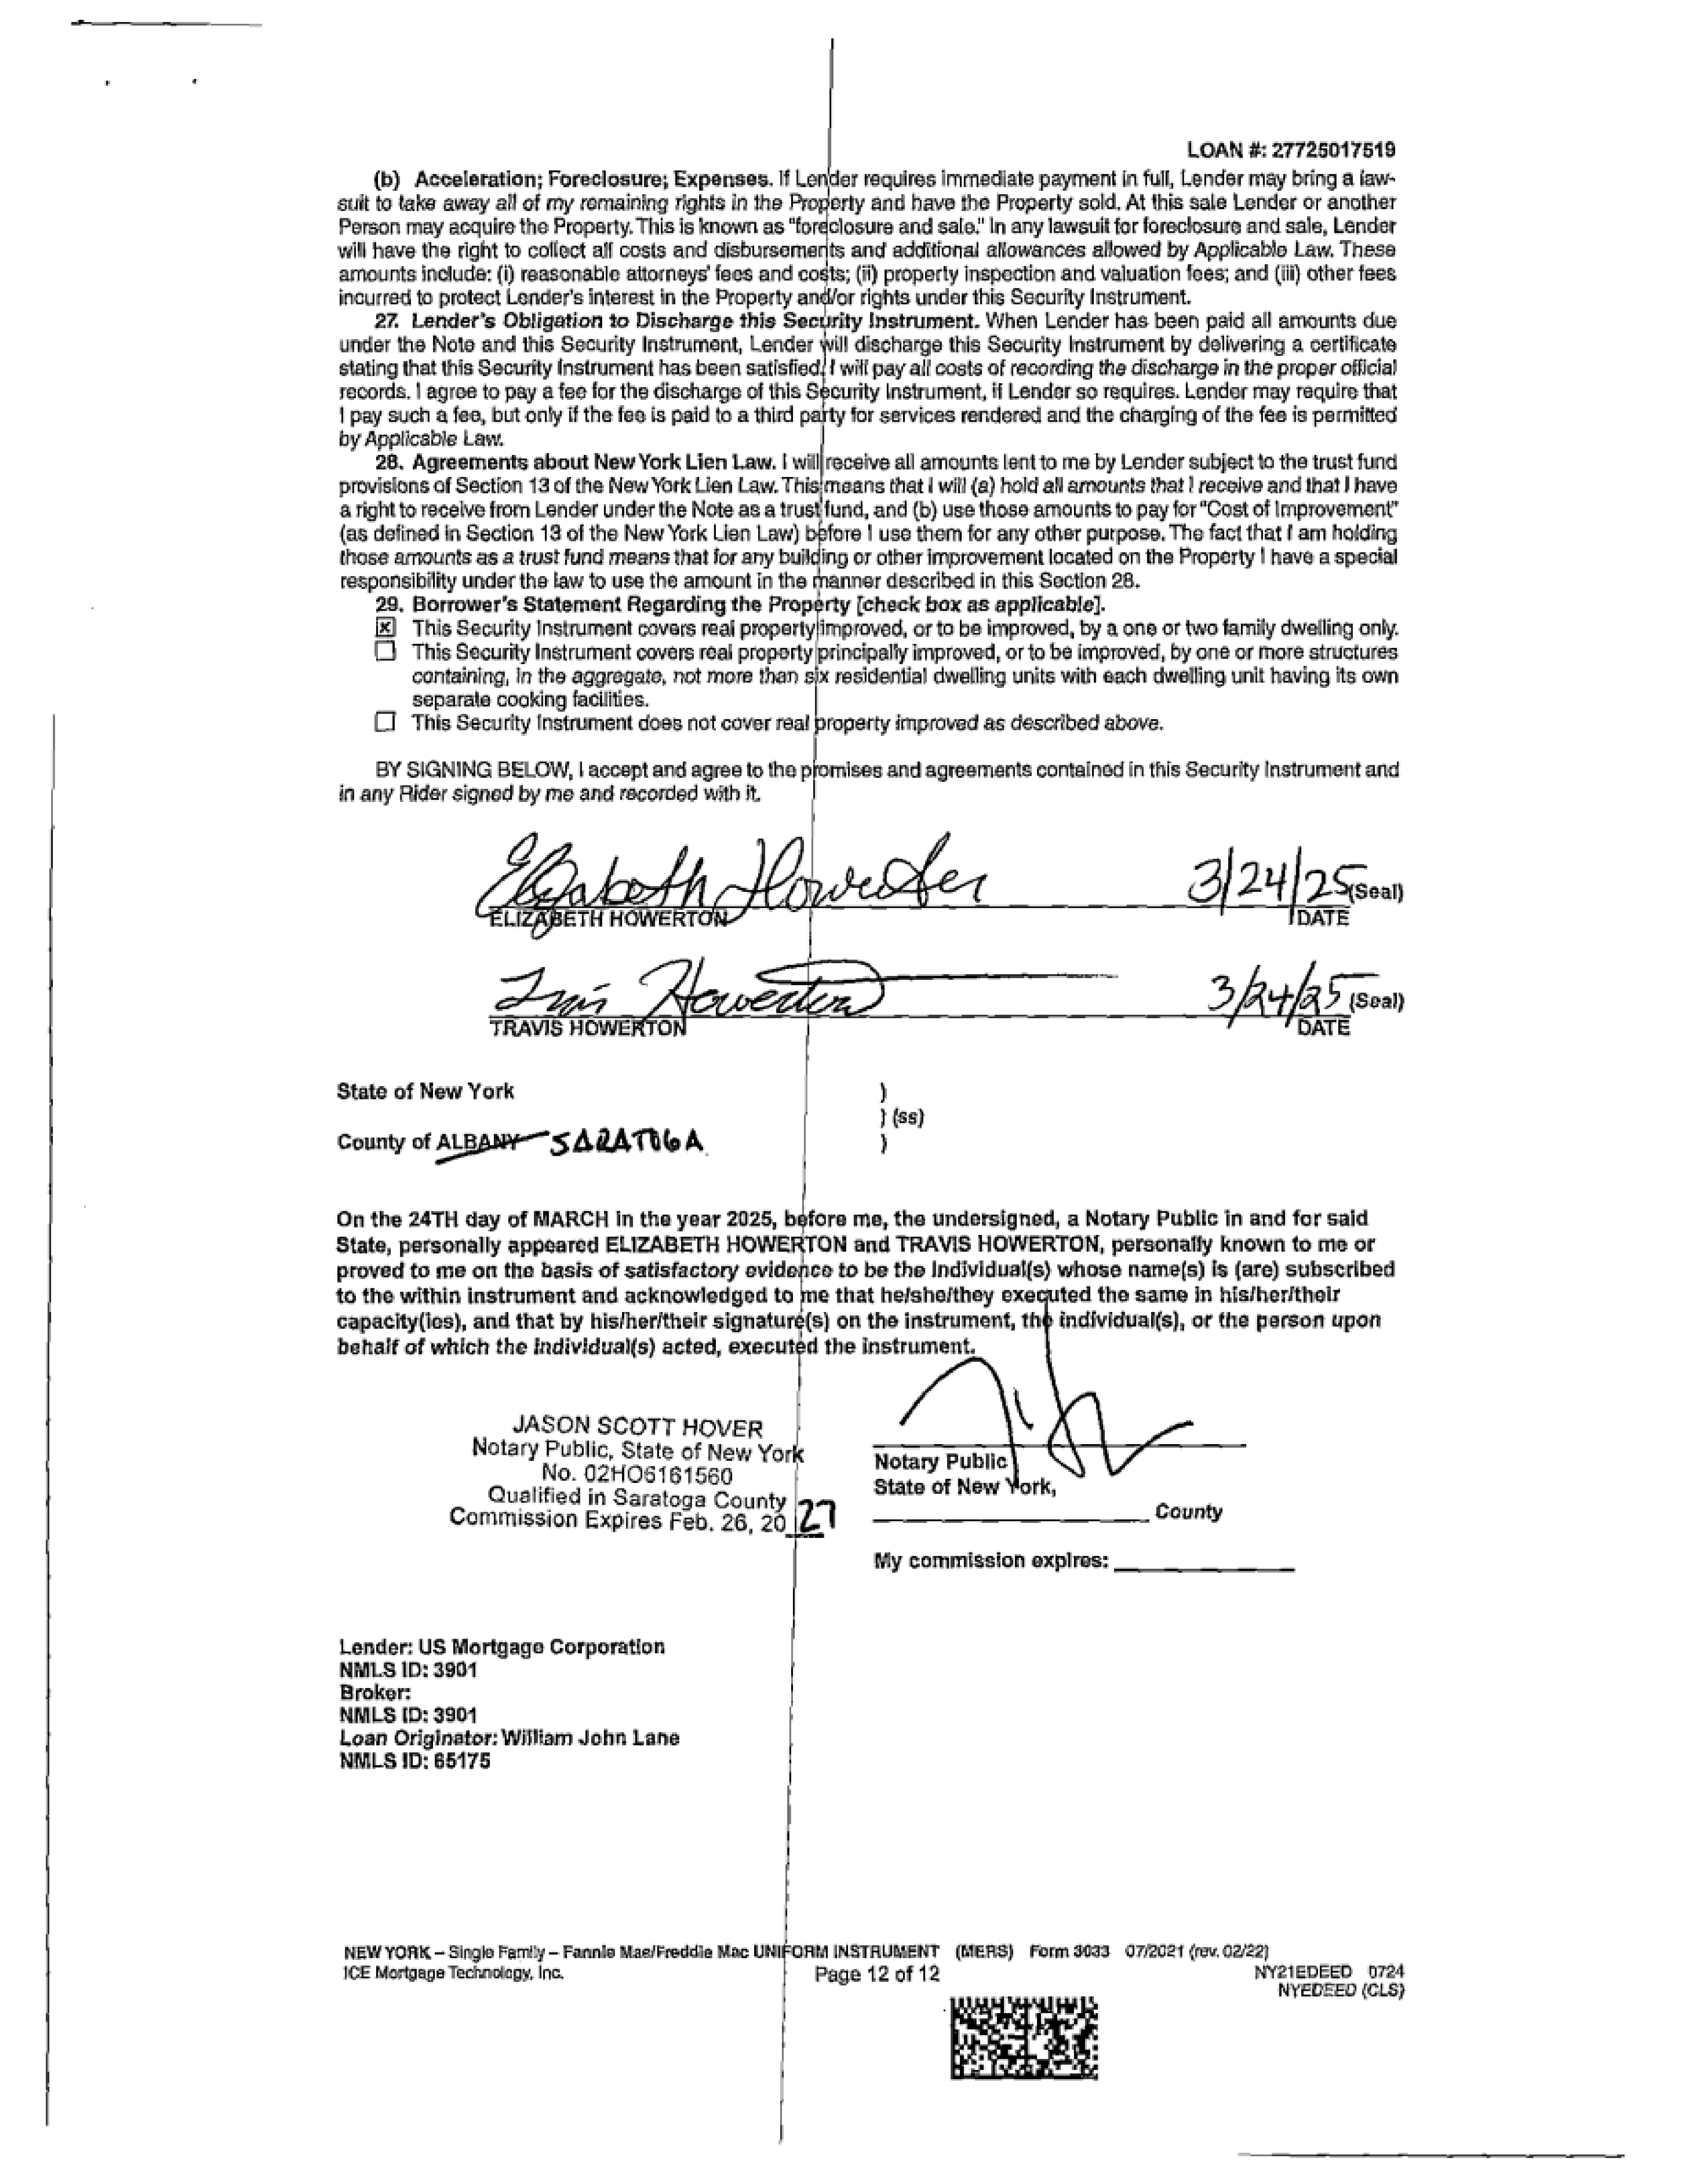 LOAN #: 27725017519
(b) Acceleration; Foreclosure; Expenses. If Lender requires immediate payment in full, Lender may bring a law-
suit to take away all of my remaining rights in the Property and have the Property sold. At this sale Lender or another
Person may acquire the Property. This is known as "foreclosure and sale." In any lawsuit for foreclosure and sale, Lender
will have the right to collect all costs and disbursements and additional allowances allowed by Applicable Law. These
amounts include: (i) reasonable attorneys' fees and costs; (ii) property inspection and valuation fees; and (iii) other fees
incurred to protect Lender's interest in the Property and/or rights under this Security Instrument.
27. Lender's Obligation to Discharge this Security Instrument. When Lender has been paid all amounts due
under the Note and this Security Instrument, Lender will discharge this Security Instrument by delivering a certificate
stating that this Security Instrument has been satisfied. I will pay all costs of recording the discharge in the proper official
records. I agree to pay a fee for the discharge of this Security Instrument, if Lender so requires. Lender may require that
I pay such a fee, but only if the fee is paid to a third party for services rendered and the charging of the fee is permitted
by Applicable Law.
28. Agreements about New York Lien Law. I will receive all amounts lent to me by Lender subject to the trust fund
provisions of Section 13 of the New York Lien Law. This means that I will (a) hold all amounts that I receive and that I have
a right to receive from Lender under the Note as a trust fund, and (b) use those amounts to pay for "Cost of Improvement"
(as defined in Section 13 of the New York Lien Law) before I use them for any other purpose. The fact that I am holding
those amounts as a trust fund means that for any building or other improvement located on the Property I have a special
responsibility under the law to use the amount in the manner described in this Section 28.
29. Borrower's Statement Regarding the Property [check box as applicable].
☒ This Security Instrument covers real property improved, or to be improved, by a one or two family dwelling only.
☐ This Security Instrument covers real property principally improved, or to be improved, by one or more structures
containing, in the aggregate, not more than six residential dwelling units with each dwelling unit having its own
separate cooking facilities.
☐ This Security Instrument does not cover real property improved as described above.
BY SIGNING BELOW, I accept and agree to the promises and agreements contained in this Security Instrument and
in any Rider signed by me and recorded with it.
Elizabeth Howerton 3/24/25 (Seal)
ELIZABETH HOWERTON DATE
Travis Howerton 3/24/25 (Seal)
TRAVIS HOWERTON DATE
State of New York )
) (ss)
County of ALBANY SARATOGA )
On the 24TH day of MARCH in the year 2025, before me, the undersigned, a Notary Public in and for said
State, personally appeared ELIZABETH HOWERTON and TRAVIS HOWERTON, personally known to me or
proved to me on the basis of satisfactory evidence to be the individual(s) whose name(s) is (are) subscribed
to the within instrument and acknowledged to me that he/she/they executed the same in his/her/their
capacity(ies), and that by his/her/their signature(s) on the instrument, the individual(s), or the person upon
behalf of which the individual(s) acted, executed the instrument.
JASON SCOTT HOVER
Notary Public, State of New York
No. 02HO6161560
Qualified in Saratoga County
Commission Expires Feb. 26, 20 27
Notary Public
State of New York,
County
My commission expires:
Lender: US Mortgage Corporation
NMLS ID: 3901
Broker:
NMLS ID: 3901
Loan Originator: William John Lane
NMLS ID: 65175
NEW YORK – Single Family – Fannie Mae/Freddie Mac UNIFORM INSTRUMENT (MERS) Form 3033 07/2021 (rev. 02/22)
ICE Mortgage Technology, Inc. Page 12 of 12 NY21EDEED 0724
NYEDEED (CLS)